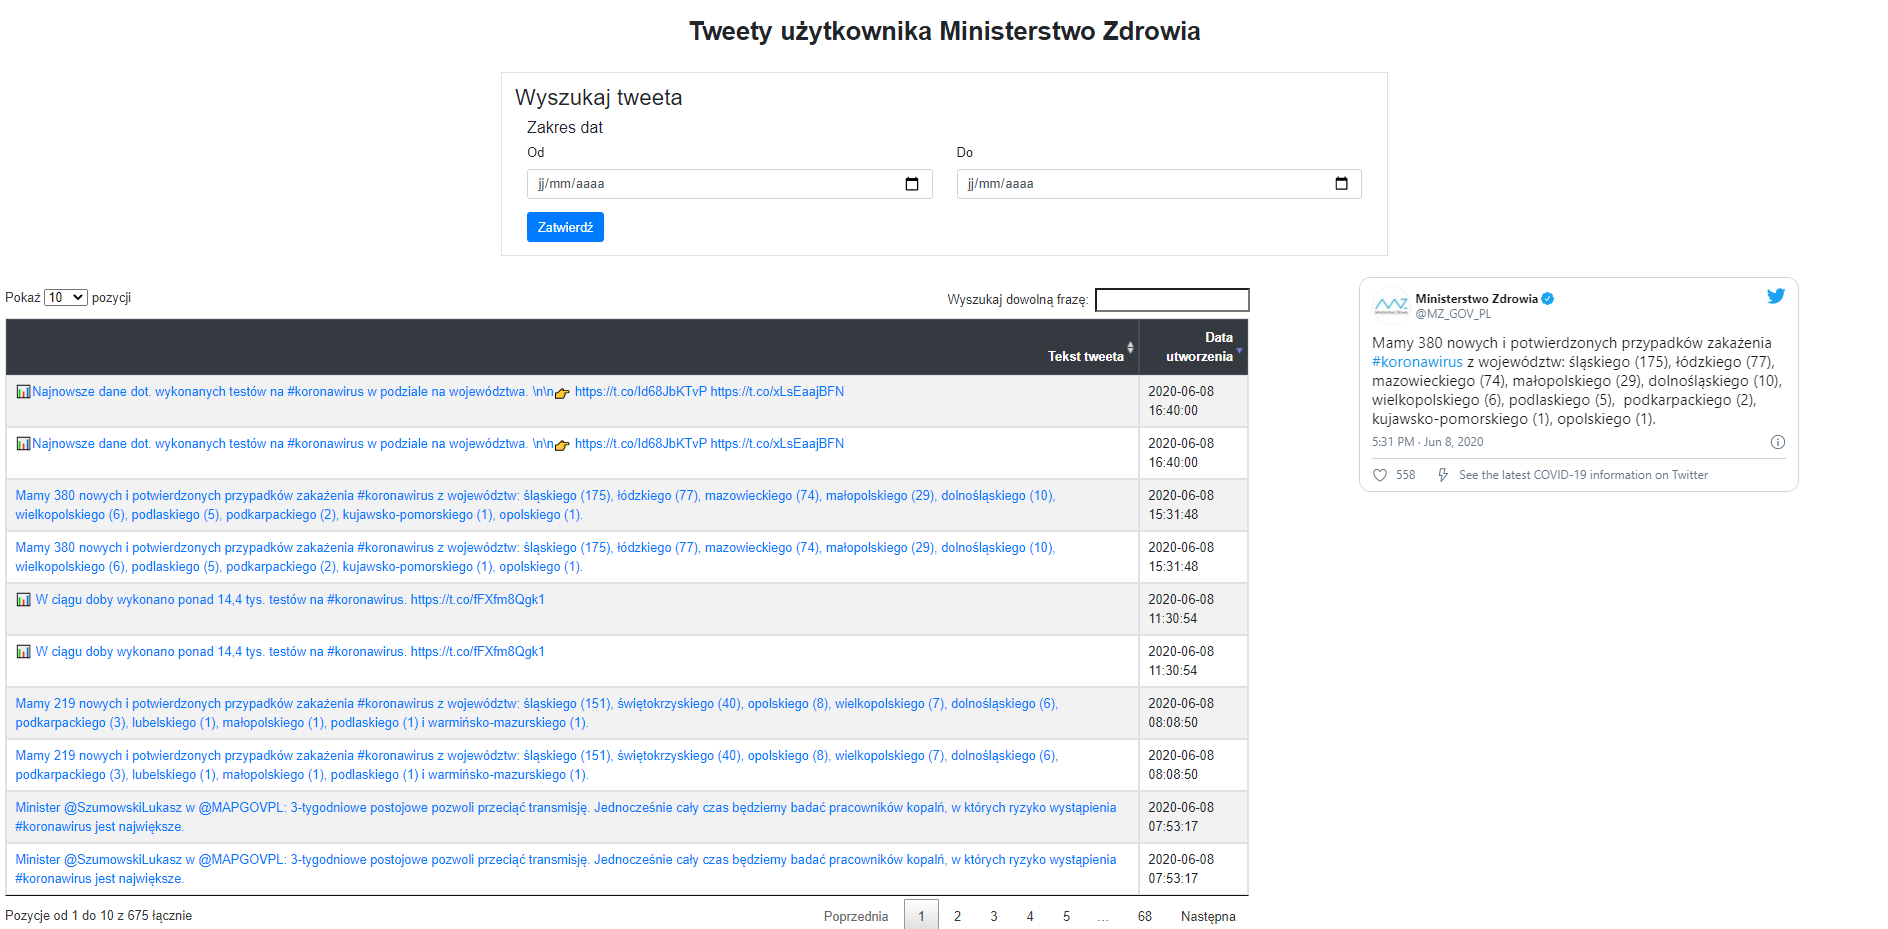 Tweety użytkownika Ministerstwo Zdrowia
Wyszukaj tweeta
Zakres dat
Od
Do
jj/mm/aaaa
jj/mm/aaaa
Zatwierdź
Pokaż 10 pozycji
Wyszukaj dowolną frazę:
Tekst tweeta
Data
utworzenia
Najnowsze dane dot. wykonanych testów na #koronawirus w podziale na województwa. \n\n👉 https://t.co/Id68JbKTvP https://t.co/xLsEaajBFN
2020-06-08
16:40:00
Najnowsze dane dot. wykonanych testów na #koronawirus w podziale na województwa. \n\n👉 https://t.co/Id68JbKTvP https://t.co/xLsEaajBFN
2020-06-08
16:40:00
Mamy 380 nowych i potwierdzonych przypadków zakażenia #koronawirus z województw: śląskiego (175), łódzkiego (77), mazowieckiego (74), małopolskiego (29), dolnośląskiego (10),
wielkopolskiego (6), podlaskiego (5), podkarpackiego (2), kujawsko-pomorskiego (1), opolskiego (1).
2020-06-08
15:31:48
Mamy 380 nowych i potwierdzonych przypadków zakażenia #koronawirus z województw: śląskiego (175), łódzkiego (77), mazowieckiego (74), małopolskiego (29), dolnośląskiego (10),
wielkopolskiego (6), podlaskiego (5), podkarpackiego (2), kujawsko-pomorskiego (1), opolskiego (1).
2020-06-08
15:31:48
📊 W ciągu doby wykonano ponad 14,4 tys. testów na #koronawirus. https://t.co/fFXfm8Qgk1
2020-06-08
11:30:54
📊 W ciągu doby wykonano ponad 14,4 tys. testów na #koronawirus. https://t.co/fFXfm8Qgk1
2020-06-08
11:30:54
Mamy 219 nowych i potwierdzonych przypadków zakażenia #koronawirus z województw: śląskiego (151), świętokrzyskiego (40), opolskiego (8), wielkopolskiego (7), dolnośląskiego (6),
podkarpackiego (3), lubelskiego (1), małopolskiego (1), podlaskiego (1) i warmińsko-mazurskiego (1).
2020-06-08
08:08:50
Mamy 219 nowych i potwierdzonych przypadków zakażenia #koronawirus z województw: śląskiego (151), świętokrzyskiego (40), opolskiego (8), wielkopolskiego (7), dolnośląskiego (6),
podkarpackiego (3), lubelskiego (1), małopolskiego (1), podlaskiego (1) i warmińsko-mazurskiego (1).
2020-06-08
08:08:50
Minister @SzumowskiLukasz w @MAPGOVPL: 3-tygodniowe postojowe pozwoli przeciąć transmisję. Jednocześnie cały czas będziemy badać pracowników kopalń, w których ryzyko wystąpienia
#koronawirus jest największe.
2020-06-08
07:53:17
Minister @SzumowskiLukasz w @MAPGOVPL: 3-tygodniowe postojowe pozwoli przeciąć transmisję. Jednocześnie cały czas będziemy badać pracowników kopalń, w których ryzyko wystąpienia
#koronawirus jest największe.
2020-06-08
07:53:17
Pozycje od 1 do 10 z 675 łącznie
Poprzednia 1 2 3 4 5 … 68 Następna
Ministerstwo Zdrowia
@MZ_GOV_PL
Mamy 380 nowych i potwierdzonych przypadków zakażenia
#koronawirus z województw: śląskiego (175), łódzkiego (77),
mazowieckiego (74), małopolskiego (29), dolnośląskiego (10),
wielkopolskiego (6), podlaskiego (5), podkarpackiego (2),
kujawsko-pomorskiego (1), opolskiego (1).
5:31 PM · Jun 8, 2020
558
See the latest COVID-19 information on Twitter